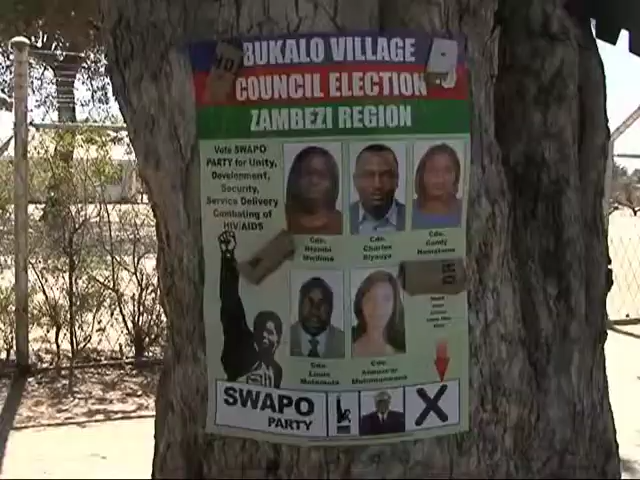 BUKALO VILLAGE
COUNCIL ELECTION
ZAMBEZI REGION
Vote SWAPO
PARTY for Unity,
Development,
Security,
Service Delivery
Combating of
HIV/AIDS
Cde.
Cde.
Charles
Cde.
Cde.
Louis
Cde.
SWAPO
PARTY
X